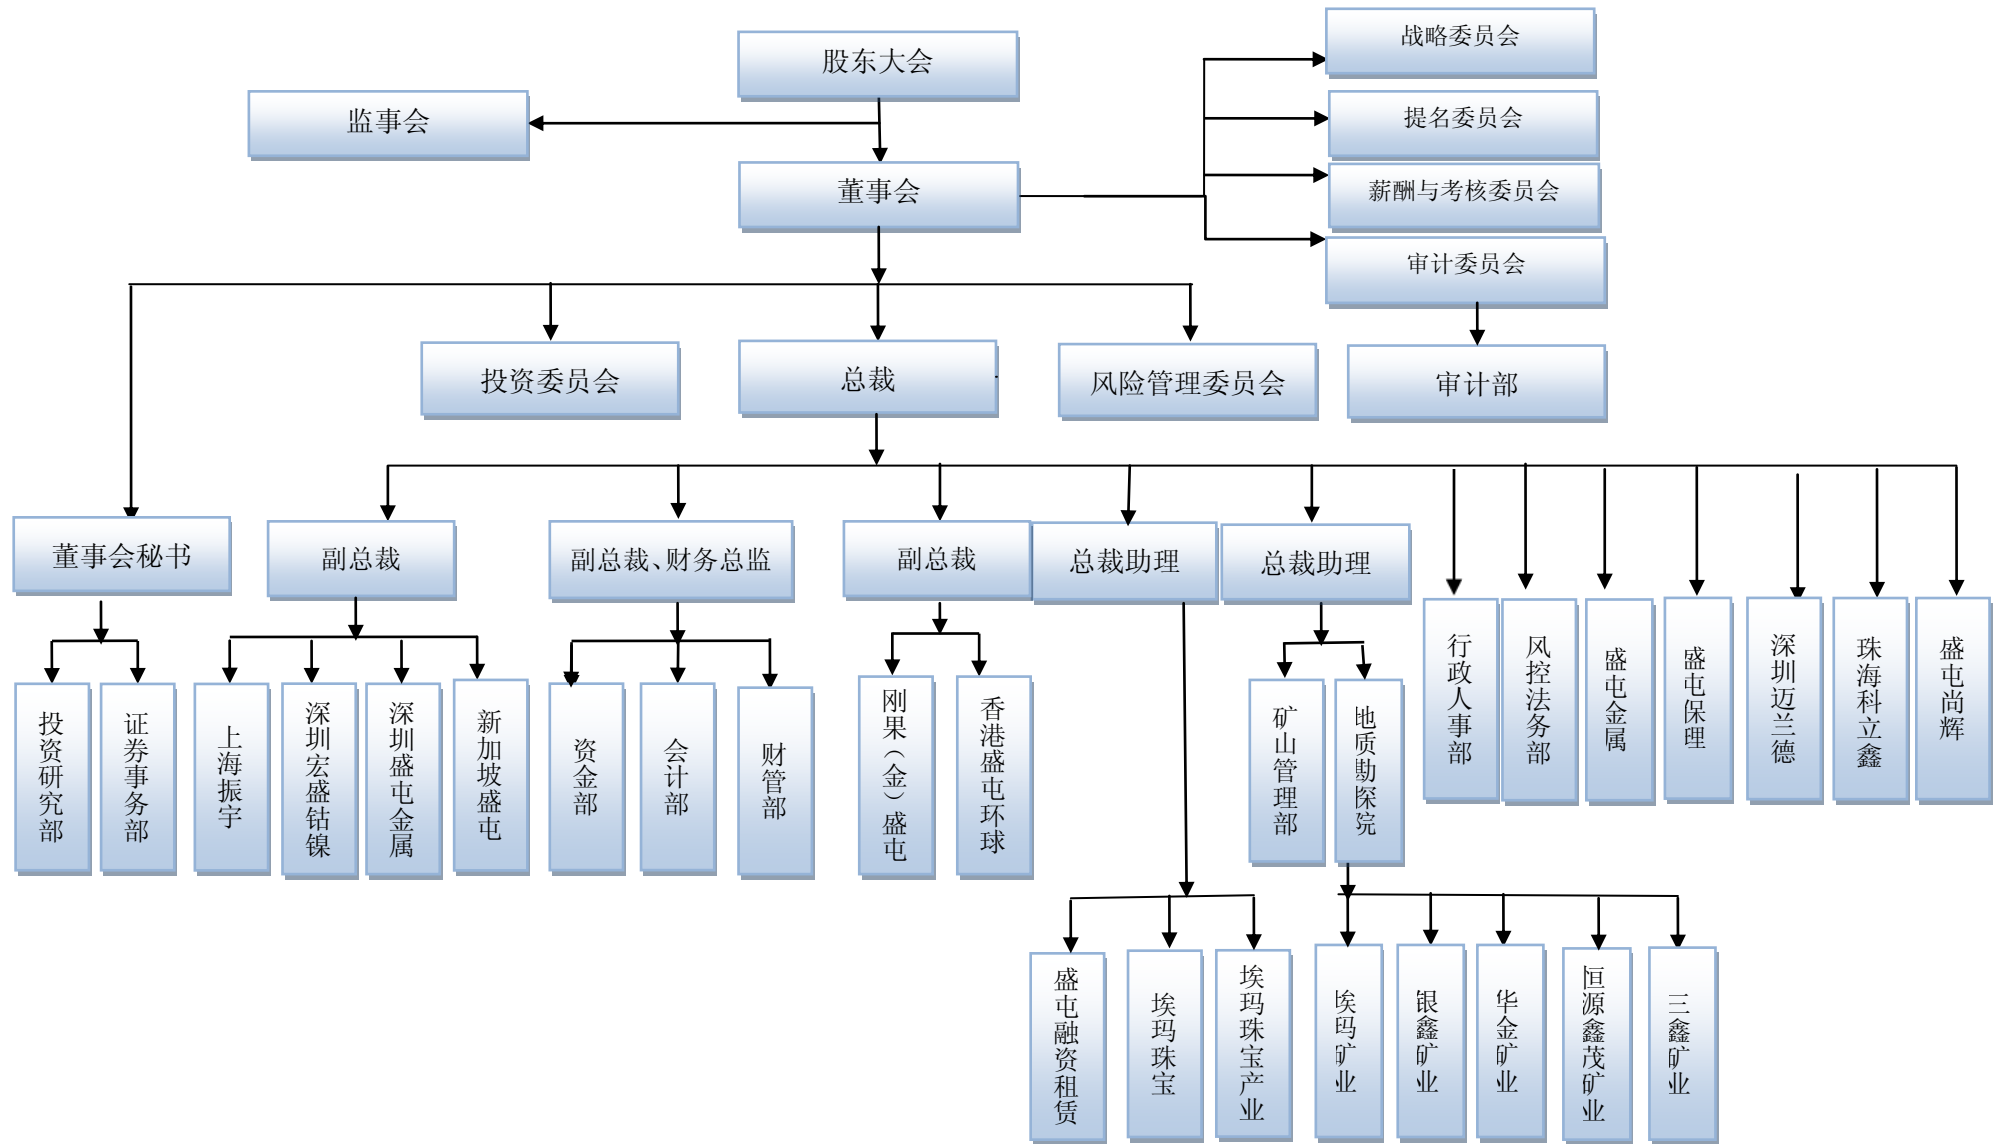 股东大会
战略委员会
监事会
提名委员会
董事会
薪酬与考核委员会
审计委员会
投资委员会
总裁
风险管理委员会
审计部
董事会秘书
副总裁
副总裁、财务总监
副总裁
总裁助理
总裁助理
行政人事部
风控法务部
盛屯金属
盛屯保理
深圳迈兰德
珠海科立鑫
盛屯尚辉
投资研究部
证券事务部
上海振宇
深圳宏盛钴镍
深圳盛屯金属
新加坡盛屯
资金部
会计部
财管部
刚果（金）盛屯
香港盛屯环球
矿山管理部
地质勘探院
盛屯融资租赁
埃玛珠宝
埃玛珠宝产业
埃玛矿业
银鑫矿业
华金矿业
恒源鑫茂矿业
三鑫矿业